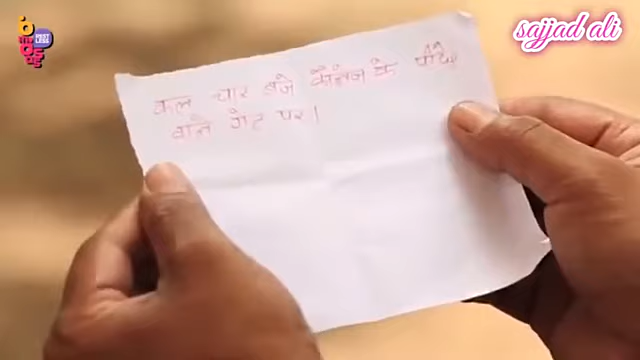 sajjad ali
कल चार बजे कॉलेज के पीछे
वाले गेट पर।